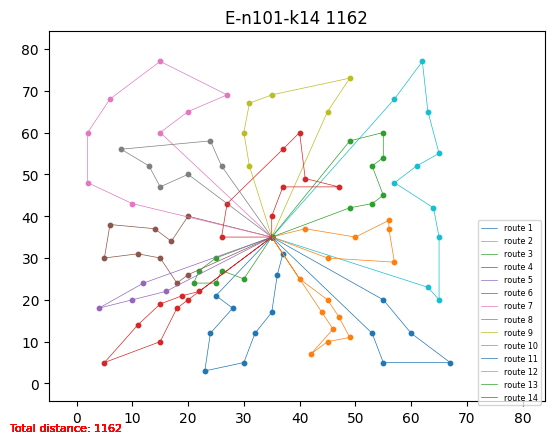 E-n101-k14 1162
80
70
60
50
40
30
20
10
0
0 10 20 30 40 50 60 70 80
route 1
route 2
route 3
route 4
route 5
route 6
route 7
route 8
route 9
route 10
route 11
route 12
route 13
route 14
Total distance: 1162